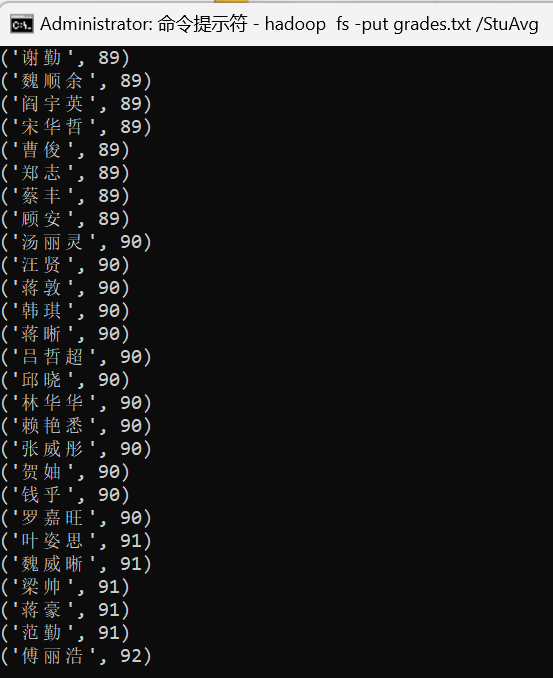 Administrator: 命令提示符 - hadoop  fs -put grades.txt /StuAvg
('谢勤', 89)
('魏顺余', 89)
('阎宇英', 89)
('宋华哲', 89)
('曹俊', 89)
('郑志', 89)
('蔡丰', 89)
('顾安', 89)
('汤丽灵', 90)
('汪贤', 90)
('蒋敦', 90)
('韩琪', 90)
('蒋晰', 90)
('吕哲超', 90)
('邱晓', 90)
('林华华', 90)
('赖艳悉', 90)
('张威彤', 90)
('贺妯', 90)
('钱乎', 90)
('罗嘉旺', 90)
('叶姿思', 91)
('魏威晰', 91)
('梁帅', 91)
('蒋豪', 91)
('范勤', 91)
('傅丽浩', 92)